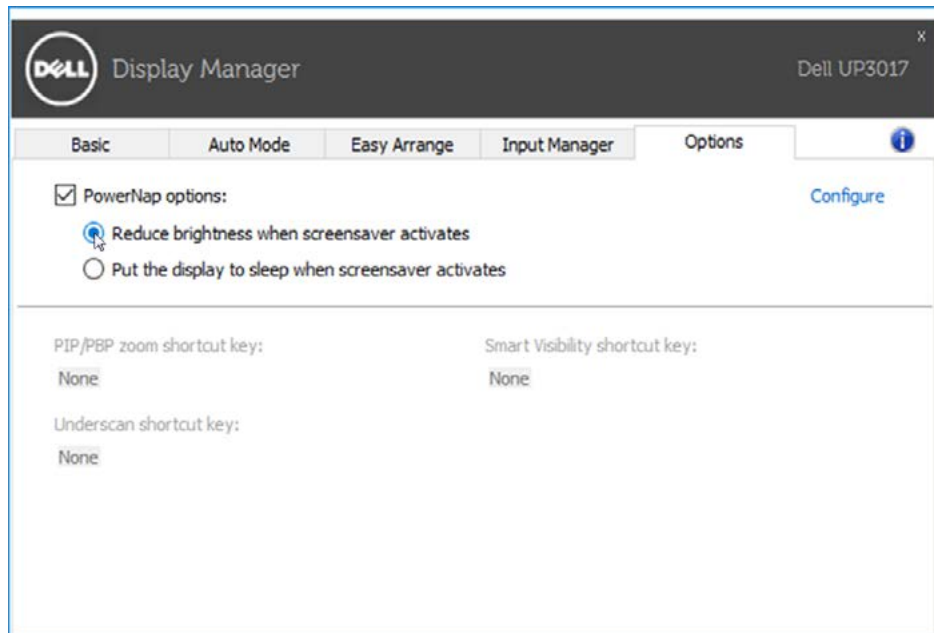 x
DELL Display Manager Dell UP3017
Basic Auto Mode Easy Arrange Input Manager Options i
PowerNap options: Configure
Reduce brightness when screensaver activates
Put the display to sleep when screensaver activates
PIP/PBP zoom shortcut key: Smart Visibility shortcut key:
None None
Underscan shortcut key:
None